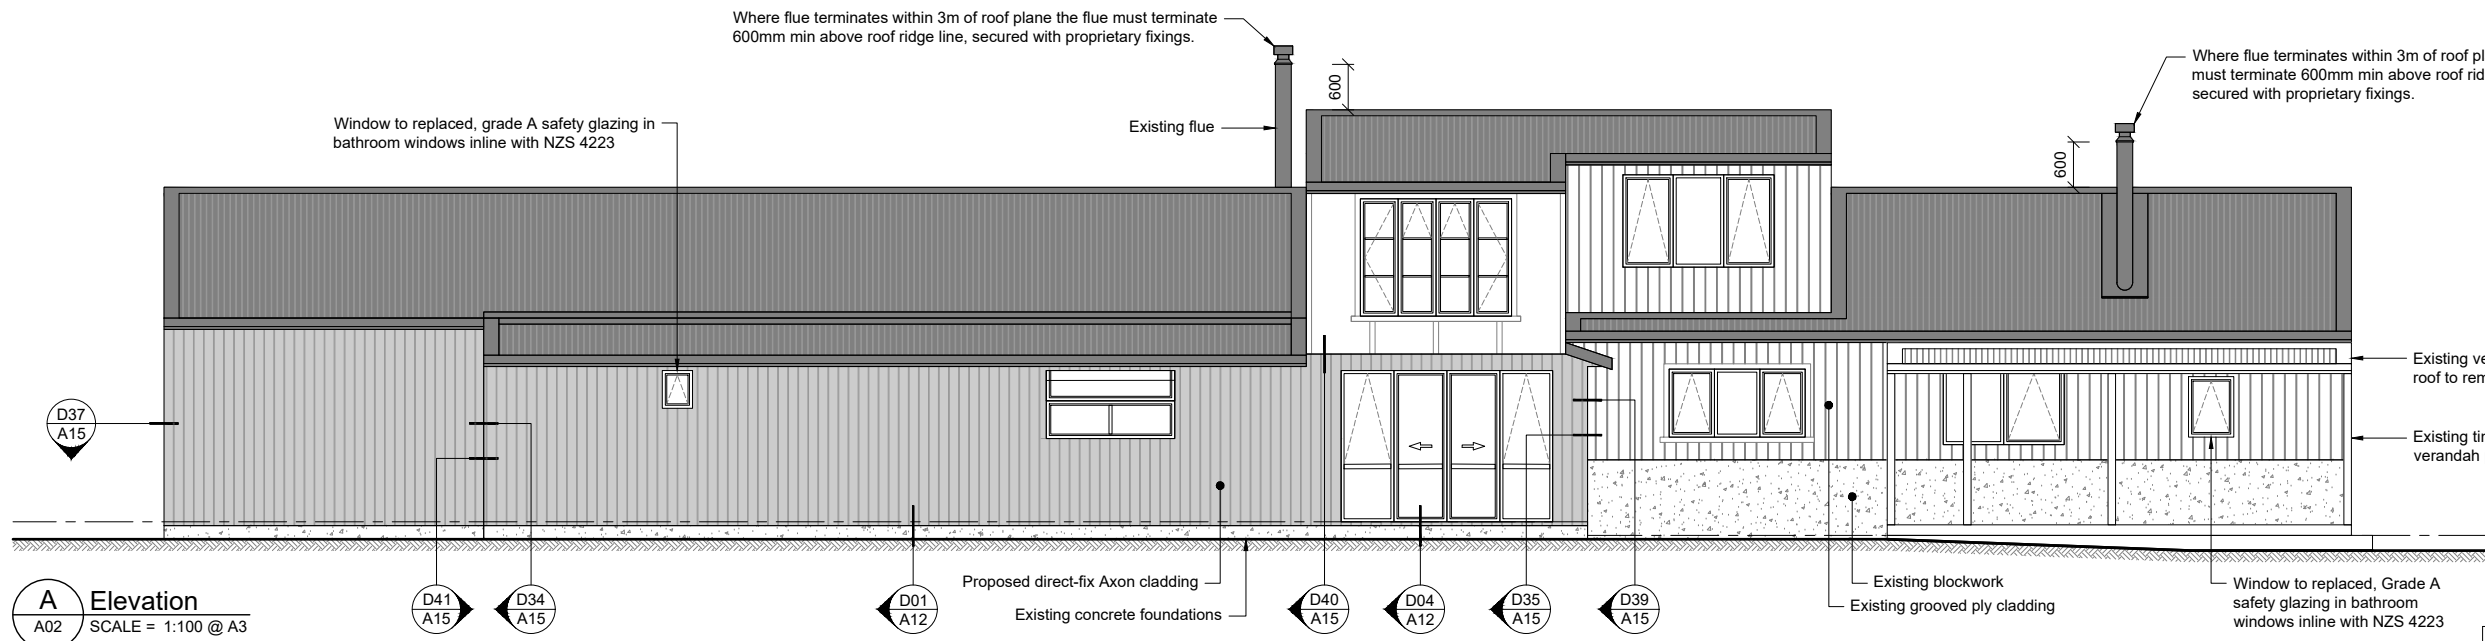 Where flue terminates within 3m of roof plane the flue must terminate
600mm min above roof ridge line, secured with proprietary fixings.
Where flue terminates within 3m of roof
must terminate 600mm min above roof
secured with proprietary fixings.
600
Existing flue
Window to replaced, grade A safety glazing in
bathroom windows inline with NZS 4223
600
Existing
roof to
D37
A15
Existing
verandah
Proposed direct-fix Axon cladding
Existing concrete foundations
Existing blockwork
Existing grooved ply cladding
Window to replaced, Grade A
safety glazing in bathroom
windows inline with NZS 4223
A
A02
Elevation
SCALE = 1:100 @ A3
D41
A15
D34
A15
D01
A12
D40
A15
D04
A12
D35
A15
D39
A15